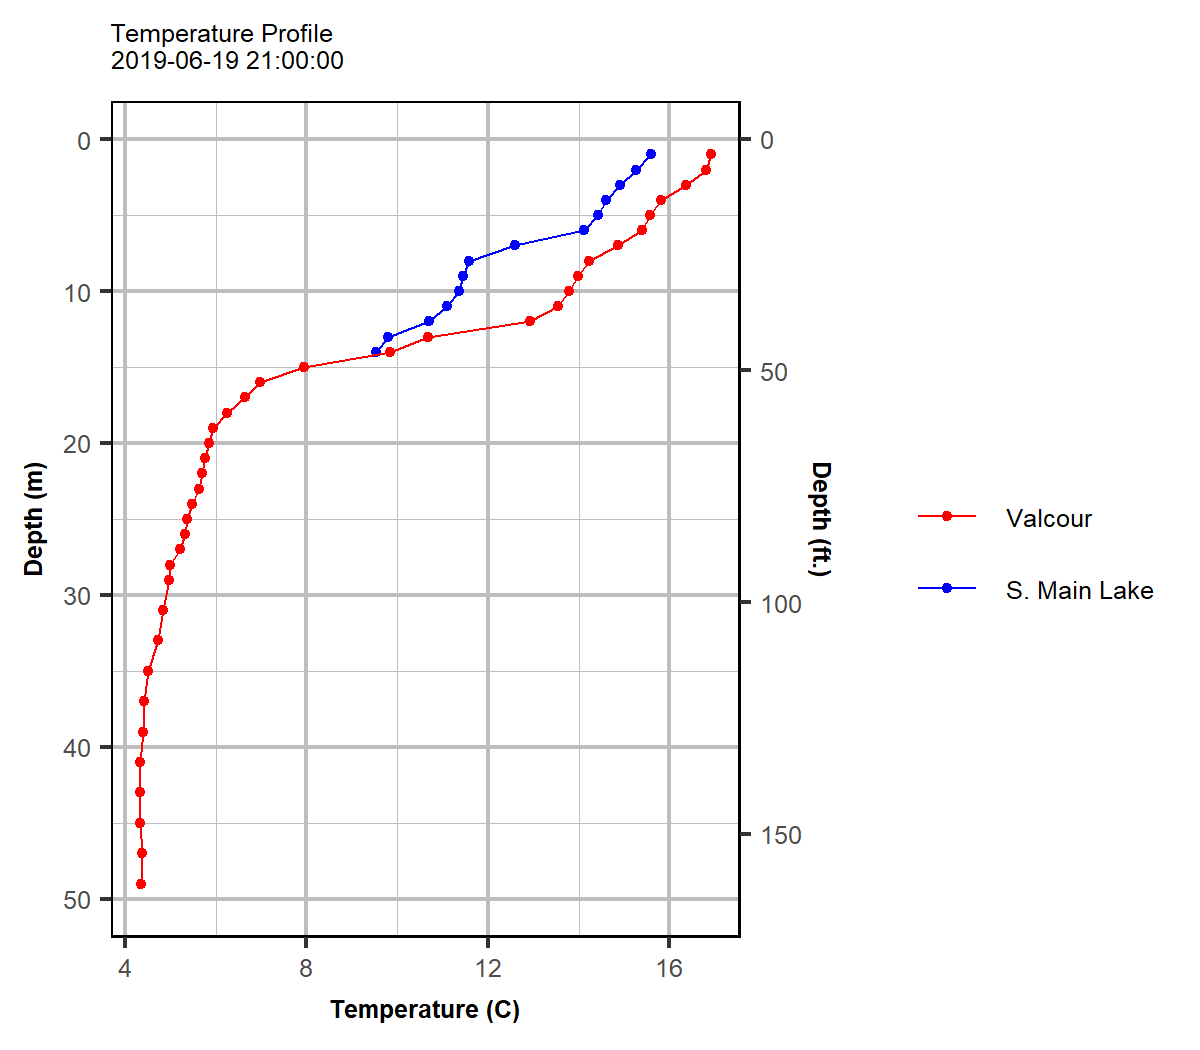 Temperature Profile
2019-06-19 21:00:00
0
10
20
30
40
50
Depth (m)
0
50
100
150
Depth (ft.)
4 8 12 16
Temperature (C)
Valcour
S. Main Lake